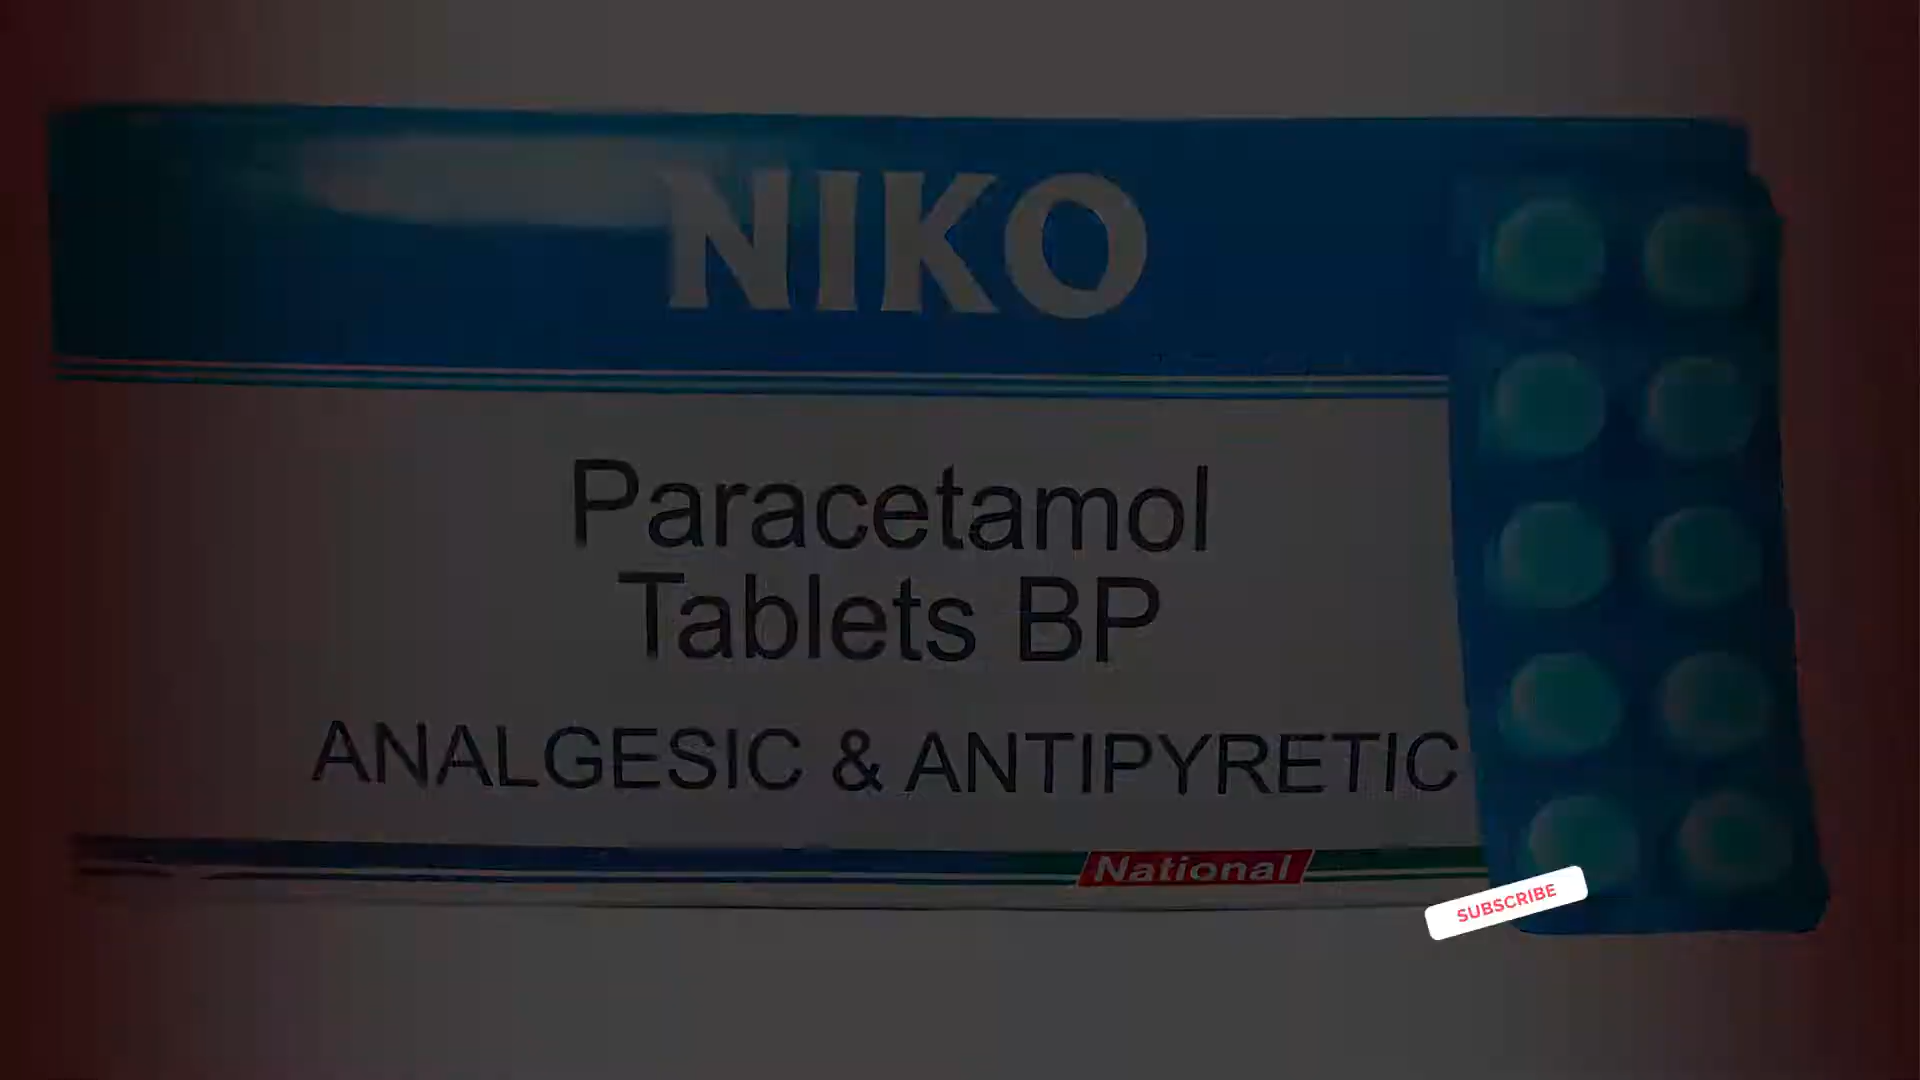 NIKO
Paracetamol
Tablets BP
ANALGESIC & ANTIPYRETIC
National
SUBSCRIBE